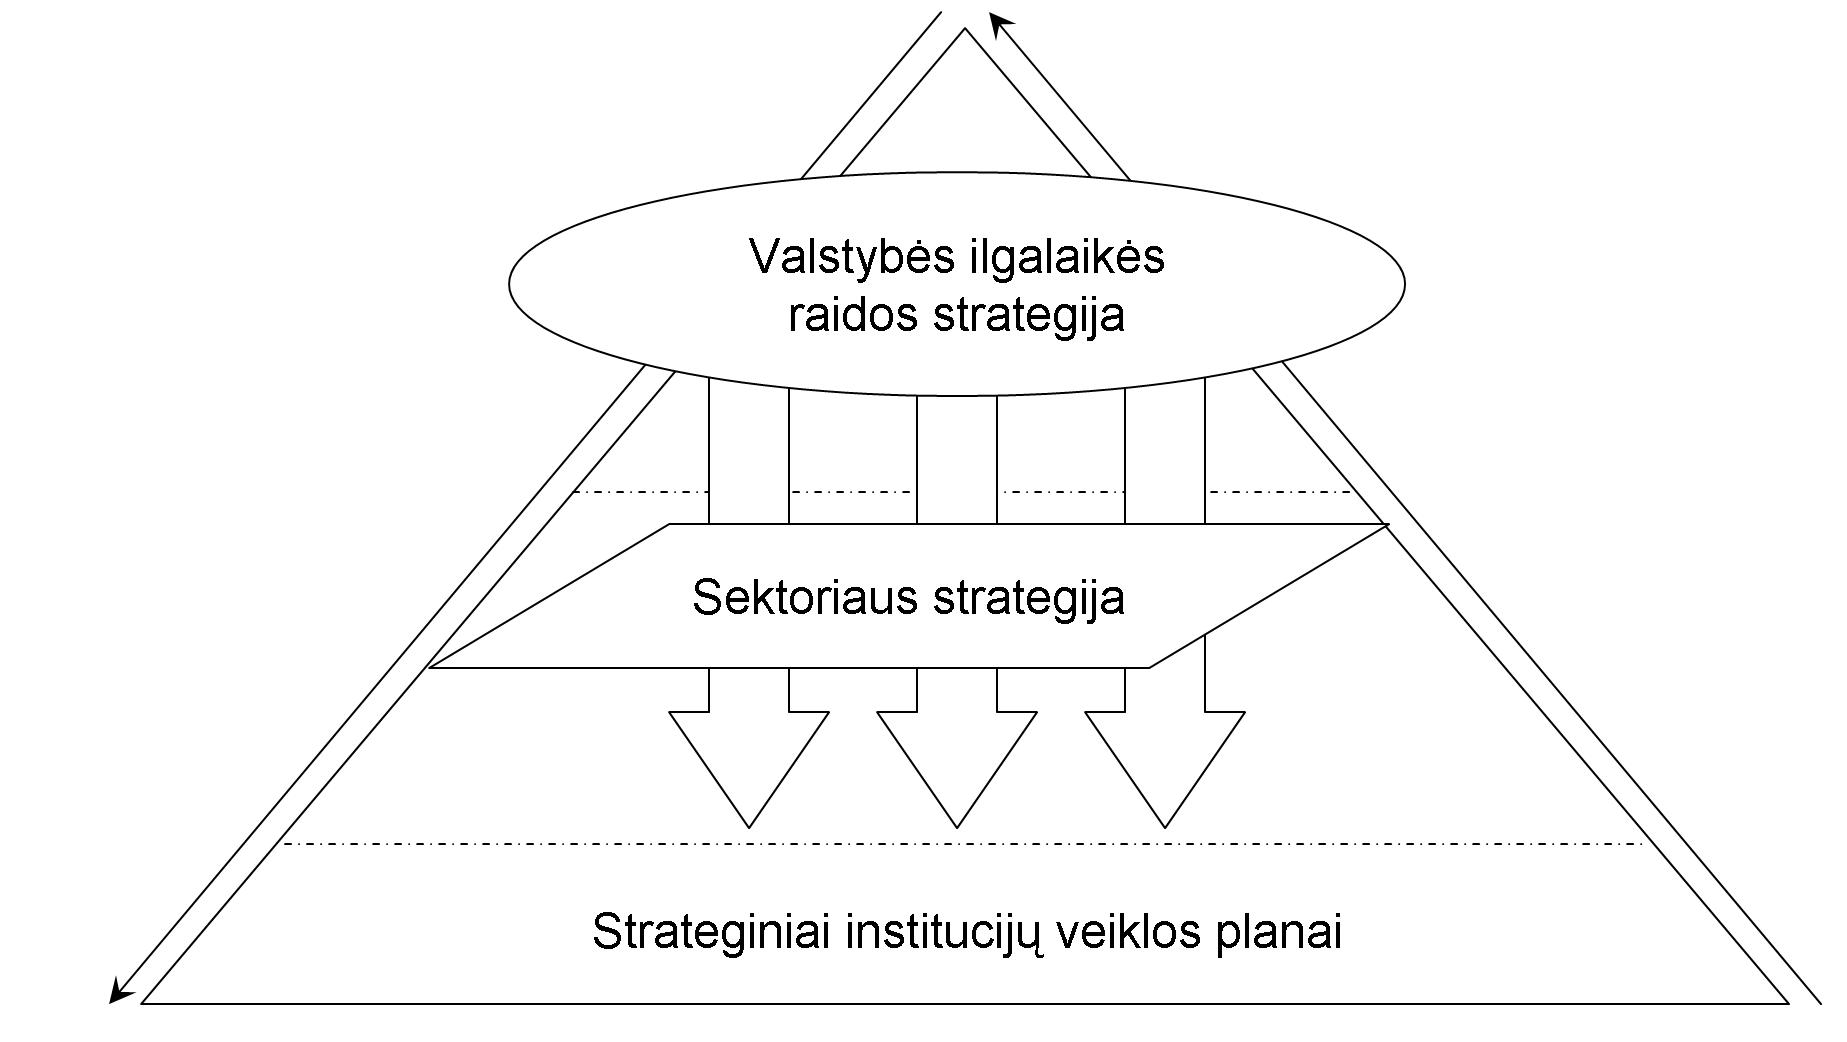 Valstybės ilgalaikės
raidos strategija
Sektoriaus strategija
Strateginiai institucijų veiklos planai